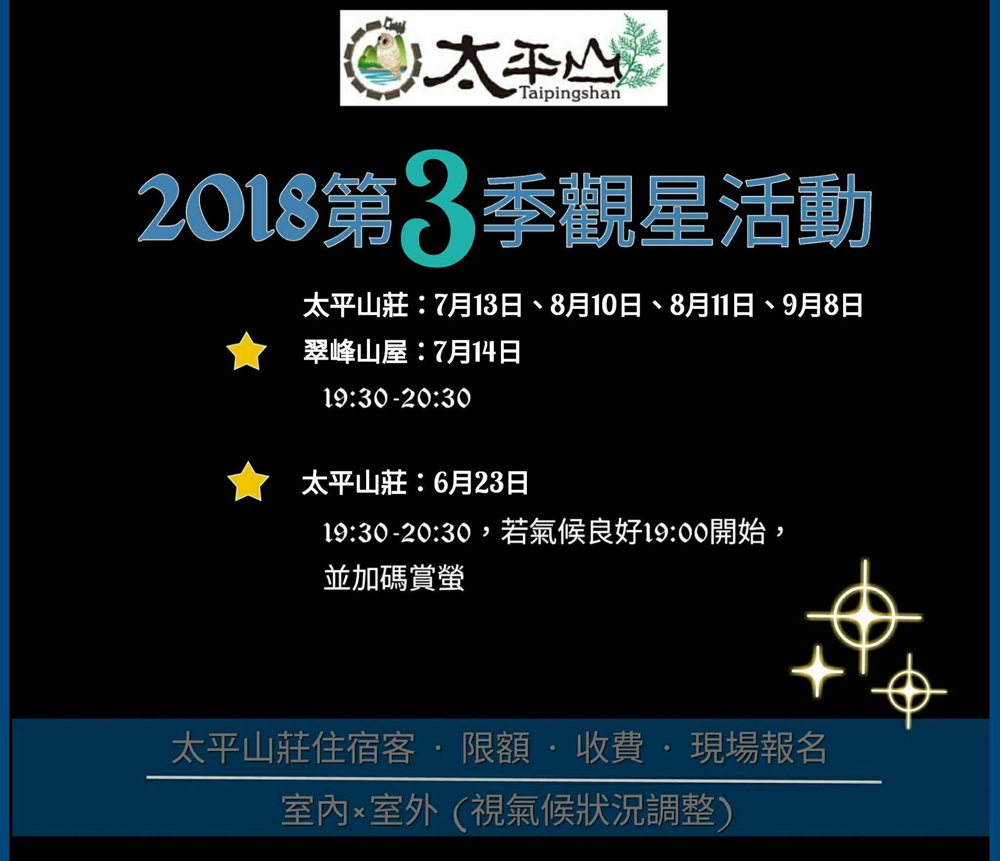 太平山
Taipingshan
2018第3季觀星活動
太平山莊：7月13日、8月10日、8月11日、9月8日
翠峰山屋：7月14日
19:30-20:30
太平山莊：6月23日
19:30-20:30，若氣候良好19:00開始，
並加碼賞螢
太平山莊住宿客 · 限額 · 收費 · 現場報名
室內×室外 (視氣候狀況調整)